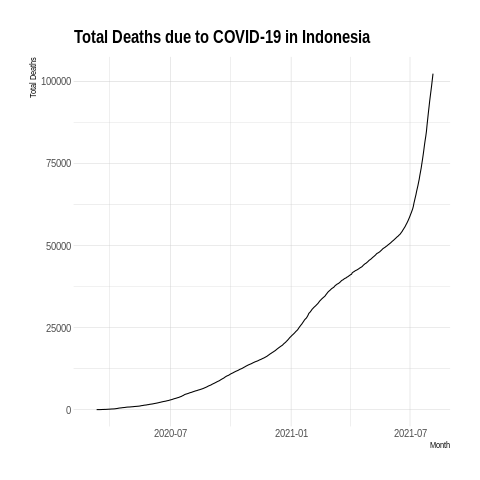 Total Deaths due to COVID-19 in Indonesia
Total Deaths
100000
75000
50000
25000
0
2020-07 2021-01 2021-07
Month